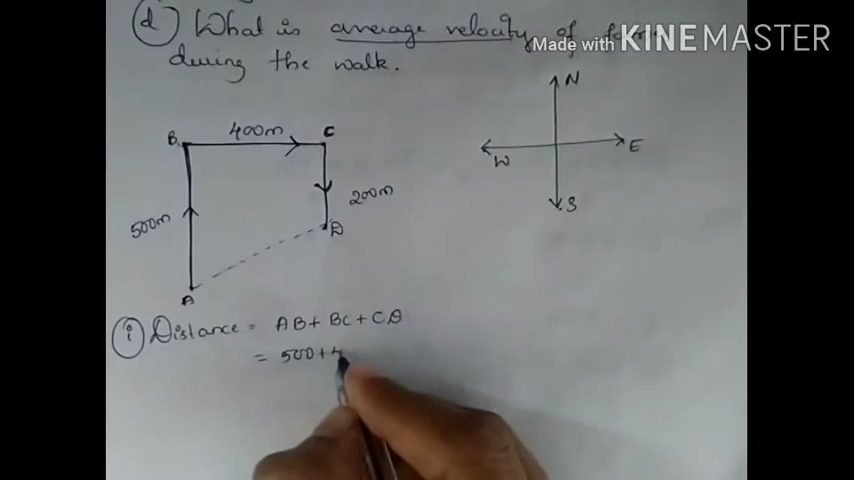 (d) What is average velocity of
during the walk.
Made with KINEMASTER
N
B 400m C
W E
200m
S
500m
D
A
(i) Distance = AB + BC + CD
= 500 + 4